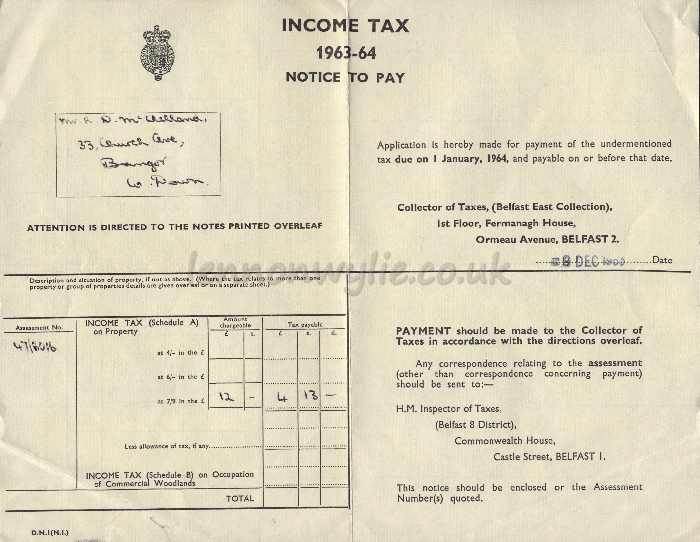 INCOME TAX
1963-64
NOTICE TO PAY
Mr R. D. McClelland,
33, Church Ave,
Bangor
Co. Down.
Application is hereby made for payment of the undermentioned
tax due on 1 January, 1964, and payable on or before that date.
Collector of Taxes, (Belfast East Collection),
1st Floor, Fermanagh House,
Ormeau Avenue, BELFAST 2.
DEC Date
ATTENTION IS DIRECTED TO THE NOTES PRINTED OVERLEAF
lennonwylie.co.uk
Description and situation of property, if not as above. (Where the tax relates to more than one
property or group of properties details are given overleaf or on a separate sheet.)
Assessment No.
INCOME TAX (Schedule A)
on Property
Amount
chargeable
Tax payable
£ s. £ s. d.
at 4/- in the £
at 6/- in the £
at 7/9 in the £ 12 - 4 13 -
Less allowance of tax, if any
INCOME TAX (Schedule B) on Occupation
of Commercial Woodlands
TOTAL
D.N.1(N.I.)
PAYMENT should be made to the Collector of
Taxes in accordance with the directions overleaf.
Any correspondence relating to the assessment
(other than correspondence concerning payment)
should be sent to:—
H.M. Inspector of Taxes,
(Belfast 8 District),
Commonwealth House,
Castle Street, BELFAST 1.
This notice should be enclosed or the Assessment
Number(s) quoted.